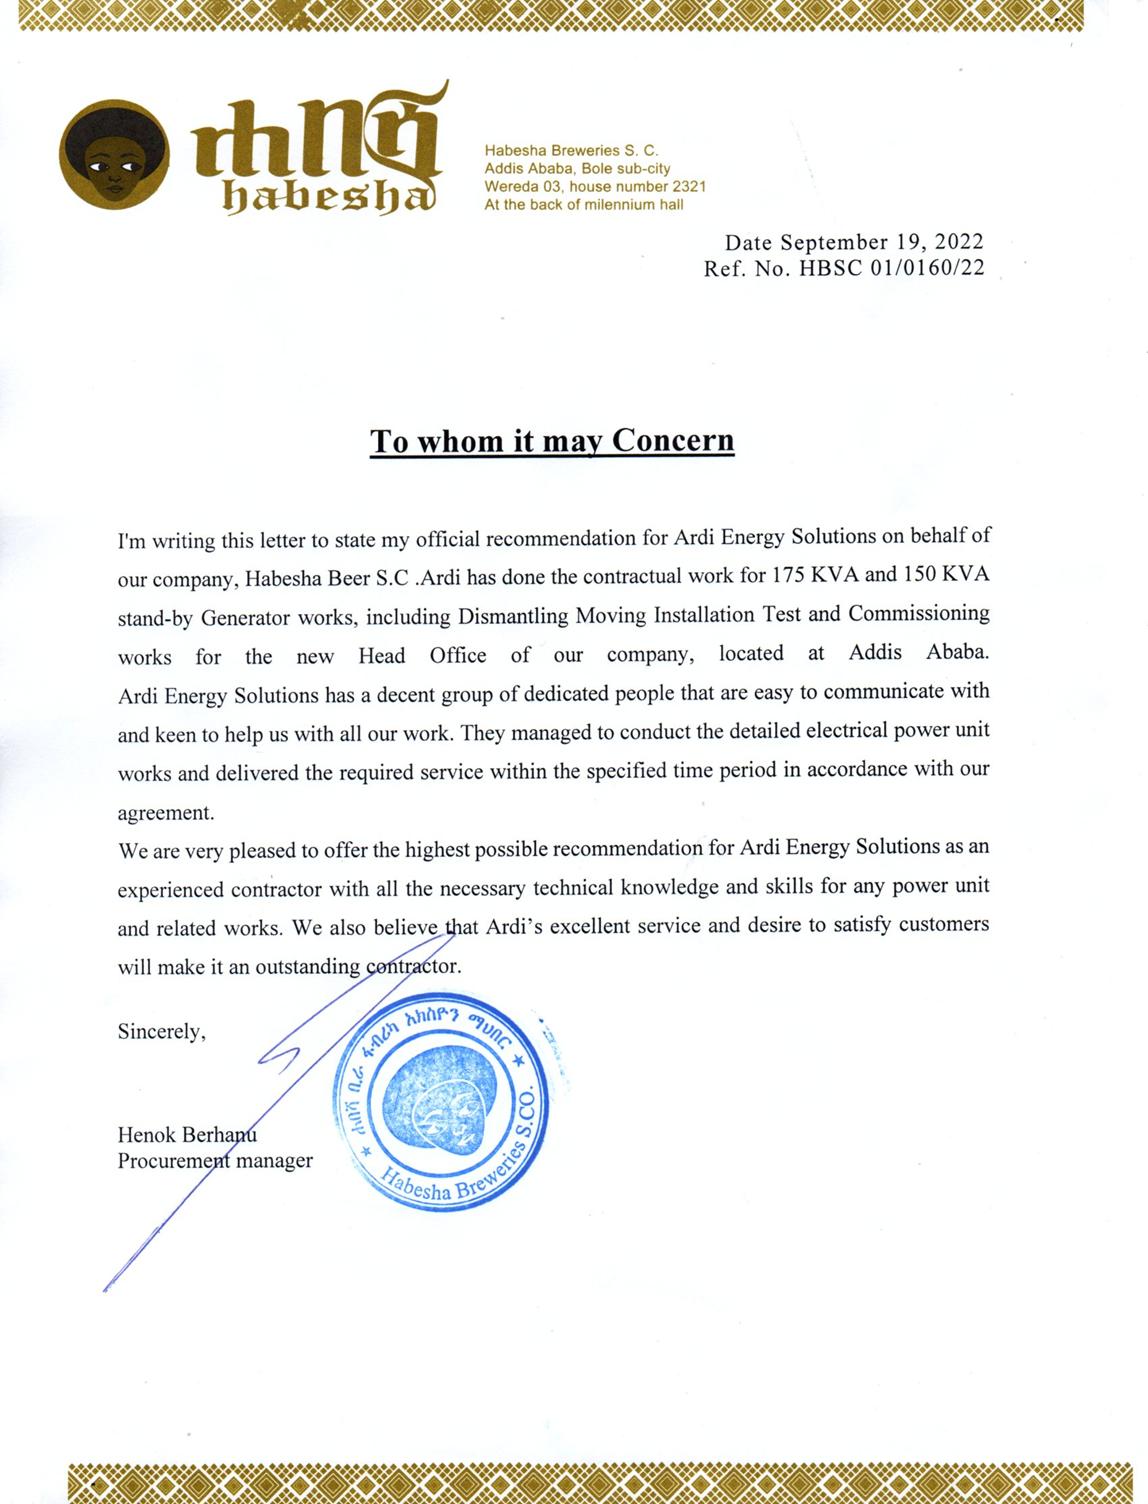 ሐበሻ
habesha
Habesha Breweries S. C.
Addis Ababa, Bole sub-city
Wereda 03, house number 2321
At the back of milennium hall
Date September 19, 2022
Ref. No. HBSC 01/0160/22
To whom it may Concern
I'm writing this letter to state my official recommendation for Ardi Energy Solutions on behalf of
our company, Habesha Beer S.C .Ardi has done the contractual work for 175 KVA and 150 KVA
stand-by Generator works, including Dismantling Moving Installation Test and Commissioning
works for the new Head Office of our company, located at Addis Ababa.
Ardi Energy Solutions has a decent group of dedicated people that are easy to communicate with
and keen to help us with all our work. They managed to conduct the detailed electrical power unit
works and delivered the required service within the specified time period in accordance with our
agreement.
We are very pleased to offer the highest possible recommendation for Ardi Energy Solutions as an
experienced contractor with all the necessary technical knowledge and skills for any power unit
and related works. We also believe that Ardi’s excellent service and desire to satisfy customers
will make it an outstanding contractor.
Sincerely,
Henok Berhanu
Procurement manager
ሐበሻ ቢራ ፋብሪካ አክስዮን ማህበር
Habesha Breweries S.CO.